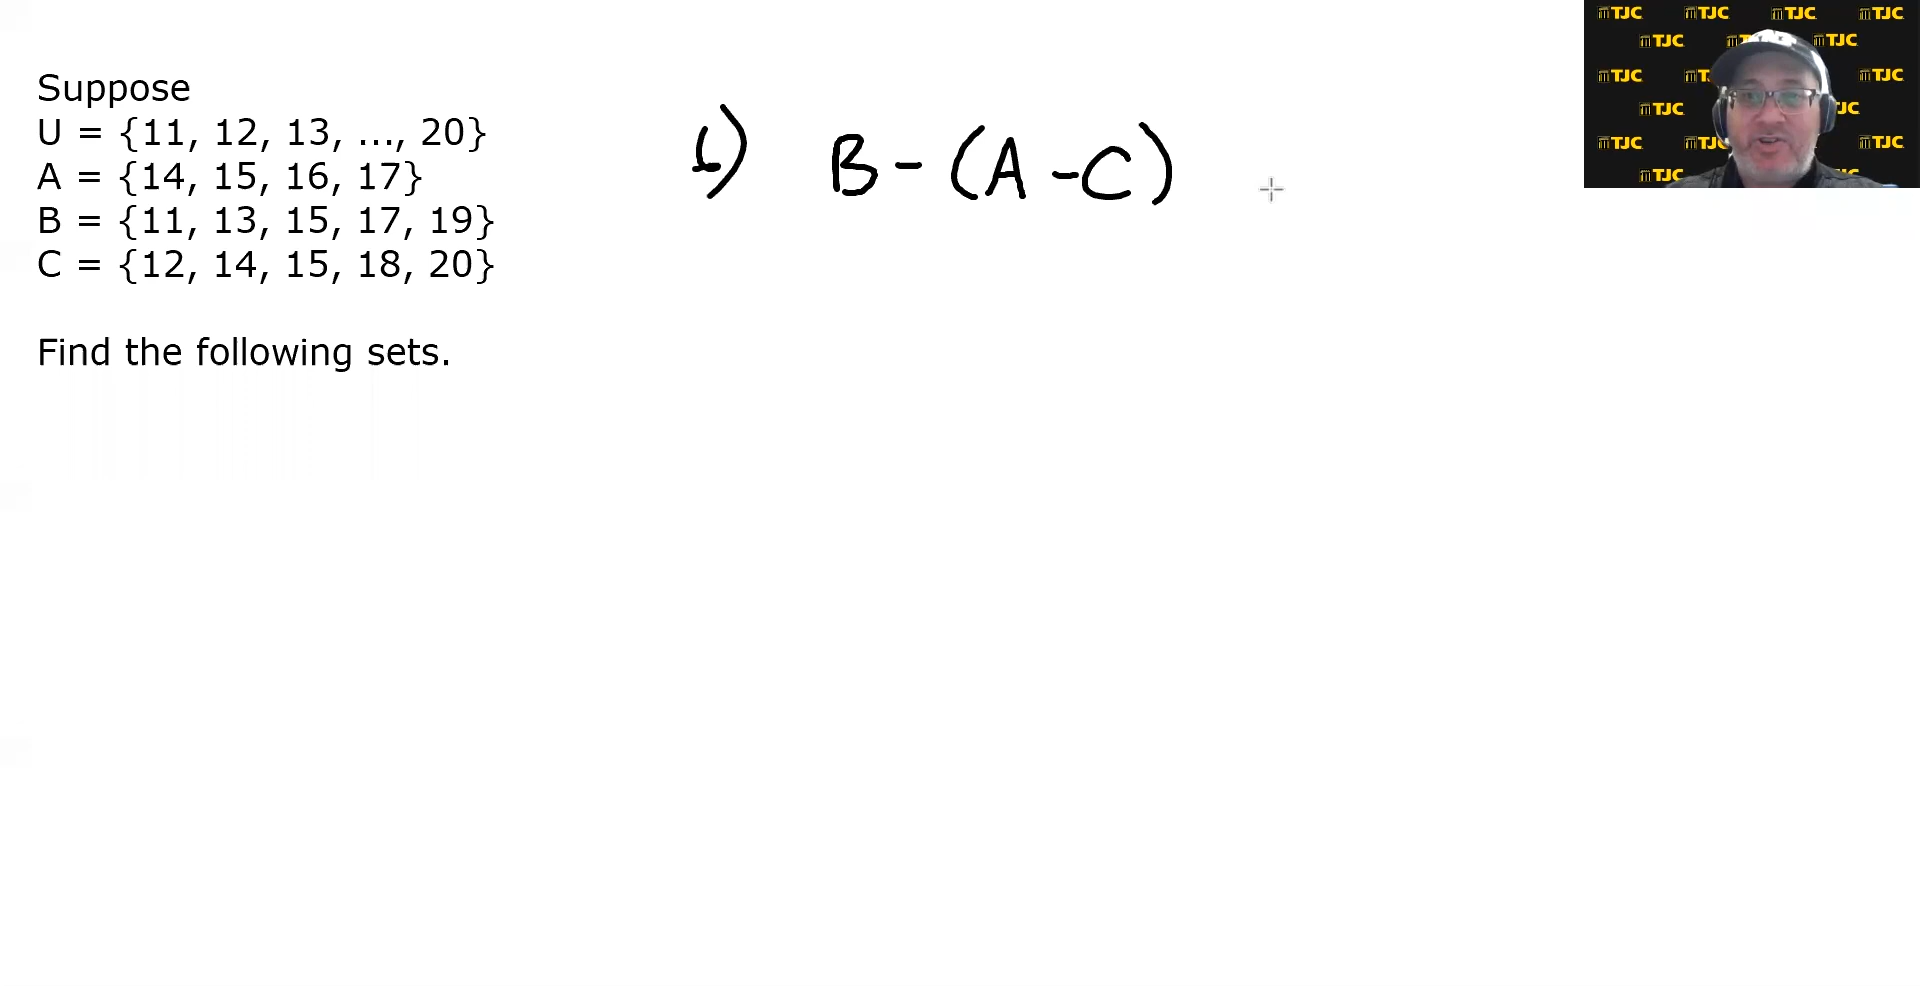 Suppose
U = {11, 12, 13, ..., 20}
A = {14, 15, 16, 17}
B = {11, 13, 15, 17, 19}
C = {12, 14, 15, 18, 20}
Find the following sets.
B - (A - C)
TJC TJC TJC TJC
TJC TJC
TJC TJC
TJC
TJC TJC
TJC